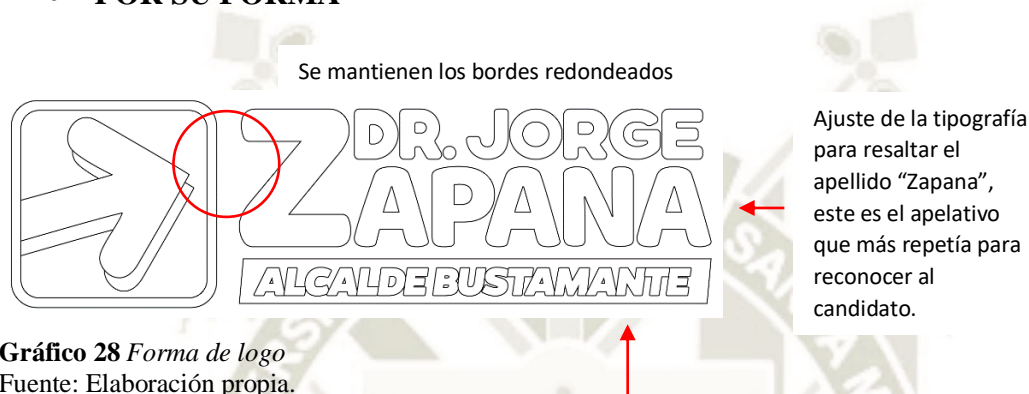 POR SU FORMA
Se mantienen los bordes redondeados
DR. JORGE
ZAPANA
ALCALDE BUSTAMANTE
Ajuste de la tipografía
para resaltar el
apellido “Zapana”,
este es el apelativo
que más repetía para
reconocer al
candidato.
Gráfico 28 Forma de logo
Fuente: Elaboración propia.